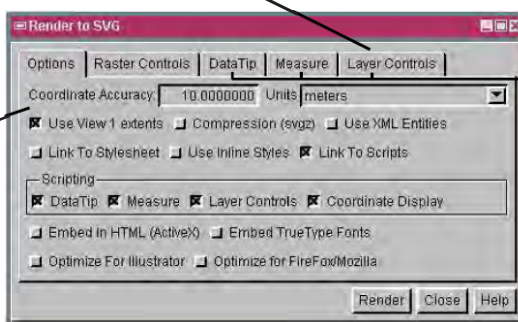 Render to SVG
Options Raster Controls DataTip Measure Layer Controls
Coordinate Accuracy: 10.0000000 Units meters
Use View 1 extents Compression (svgz) Use XML Entities
Link To Stylesheet Use Inline Styles Link To Scripts
Scripting
DataTip Measure Layer Controls Coordinate Display
Embed in HTML (ActiveX) Embed TrueType Fonts
Optimize For Illustrator Optimize for FireFox/Mozilla
Render Close Help